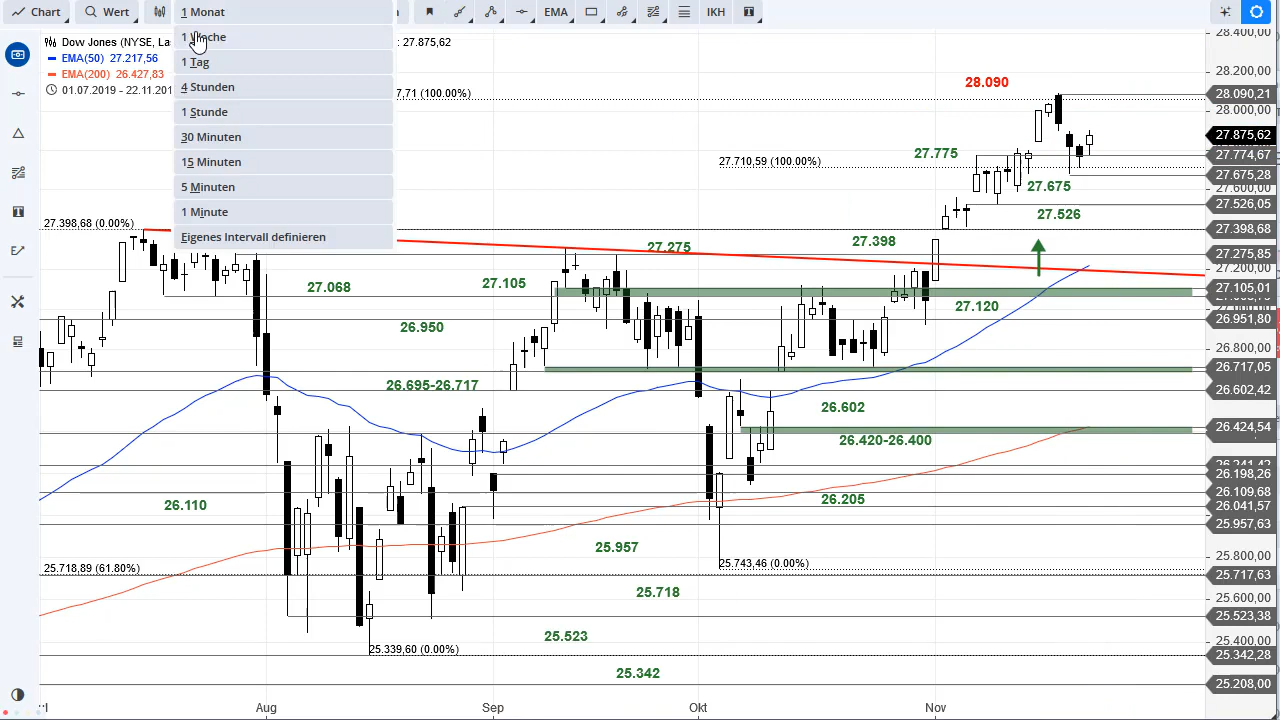 Chart
Wert
1 Monat
EMA
IKH
1 Woche
1 Tag
4 Stunden
1 Stunde
30 Minuten
15 Minuten
5 Minuten
1 Minute
Eigenes Intervall definieren
Dow Jones (NYSE, La
: 27.875,62
EMA(50) 27.217,56
EMA(200) 26.427,83
01.07.2019 - 22.11.201
7,71 (100.00%)
28.090
27.775
27.710,59 (100.00%)
27.675
27.526
27.398,68 (0.00%)
27.398
27.275
27.068
27.105
27.120
26.950
26.695-26.717
26.602
26.420-26.400
26.110
26.205
25.957
25.743,46 (0.00%)
25.718,89 (61.80%)
25.718
25.523
25.339,60 (0.00%)
25.342
28.400,00
28.200,00
28.090,21
28.000,00
27.875,62
27.774,67
27.675,28
27.600,00
27.526,05
27.398,68
27.275,85
27.200,00
27.105,01
26.951,80
26.800,00
26.717,05
26.602,42
26.424,54
26.198,26
26.109,68
26.041,57
25.957,63
25.800,00
25.717,63
25.600,00
25.523,38
25.400,00
25.342,28
25.208,00
Aug
Sep
Okt
Nov